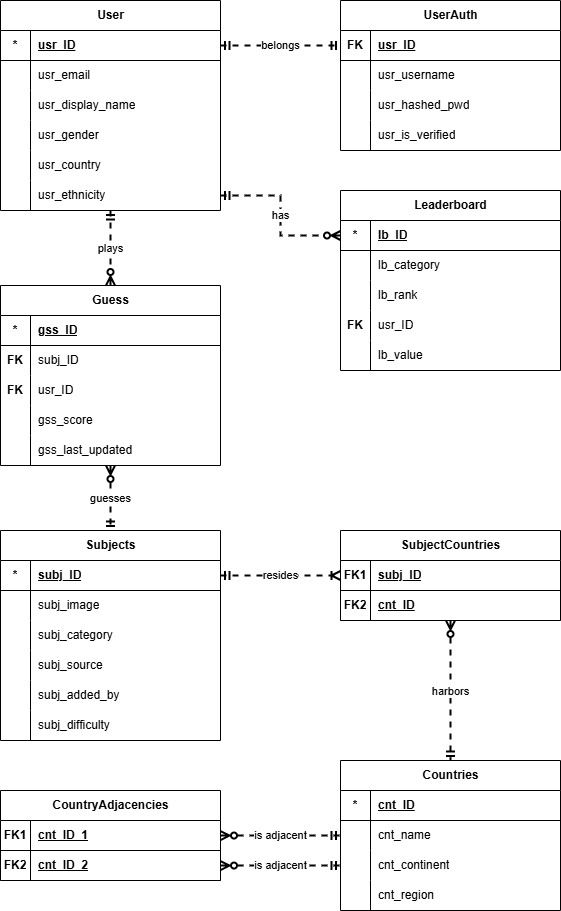 User
* usr_ID
usr_email
usr_display_name
usr_gender
usr_country
usr_ethnicity
belongs
UserAuth
FK usr_ID
usr_username
usr_hashed_pwd
usr_is_verified
has
Leaderboard
* lb_ID
lb_category
lb_rank
FK usr_ID
lb_value
plays
Guess
* gss_ID
FK subj_ID
FK usr_ID
gss_score
gss_last_updated
guesses
Subjects
* subj_ID
subj_image
subj_category
subj_source
subj_added_by
subj_difficulty
resides
SubjectCountries
FK1 subj_ID
FK2 cnt_ID
harbors
Countries
* cnt_ID
cnt_name
cnt_continent
cnt_region
CountryAdjacencies
FK1 cnt_ID_1
FK2 cnt_ID_2
is adjacent
is adjacent